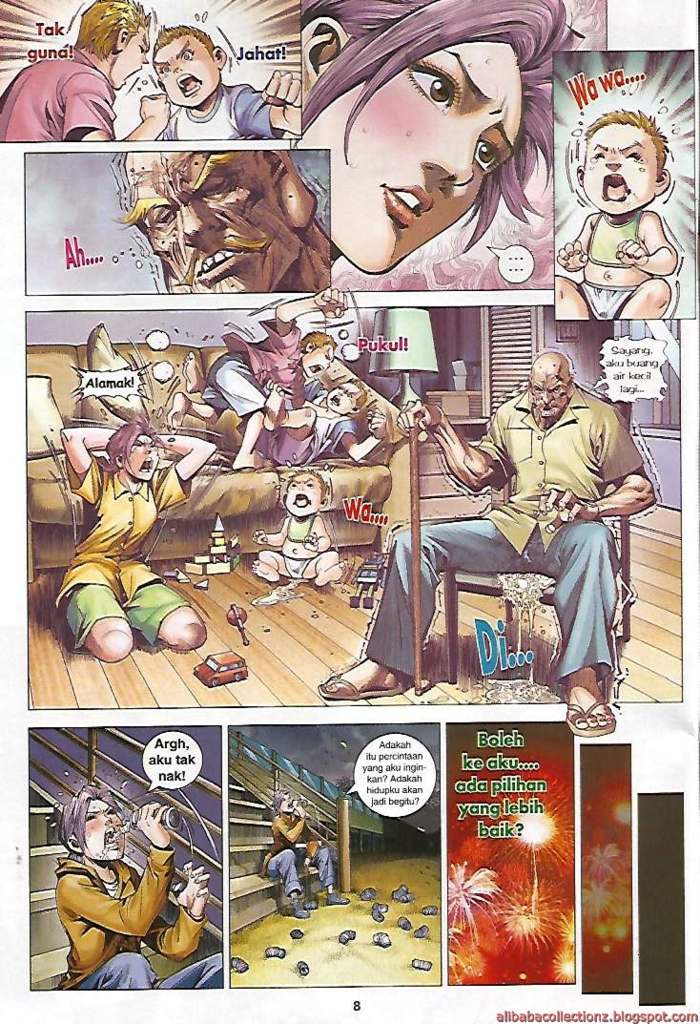 Tak
guna!
Jahat!
Wa wa....
Ah....
...
Pukul!
Alamak!
Sayang,
aku buang
air kecil
lagi...
Wa....
Di...
Argh,
aku tak
nak!
Adakah
itu percintaan
yang aku ingin-
kan? Adakah
hidupku akan
jadi begitu?
Boleh
ke aku....
ada pilihan
yang lebih
baik?
8
alibabacollectionz.blogspot.com